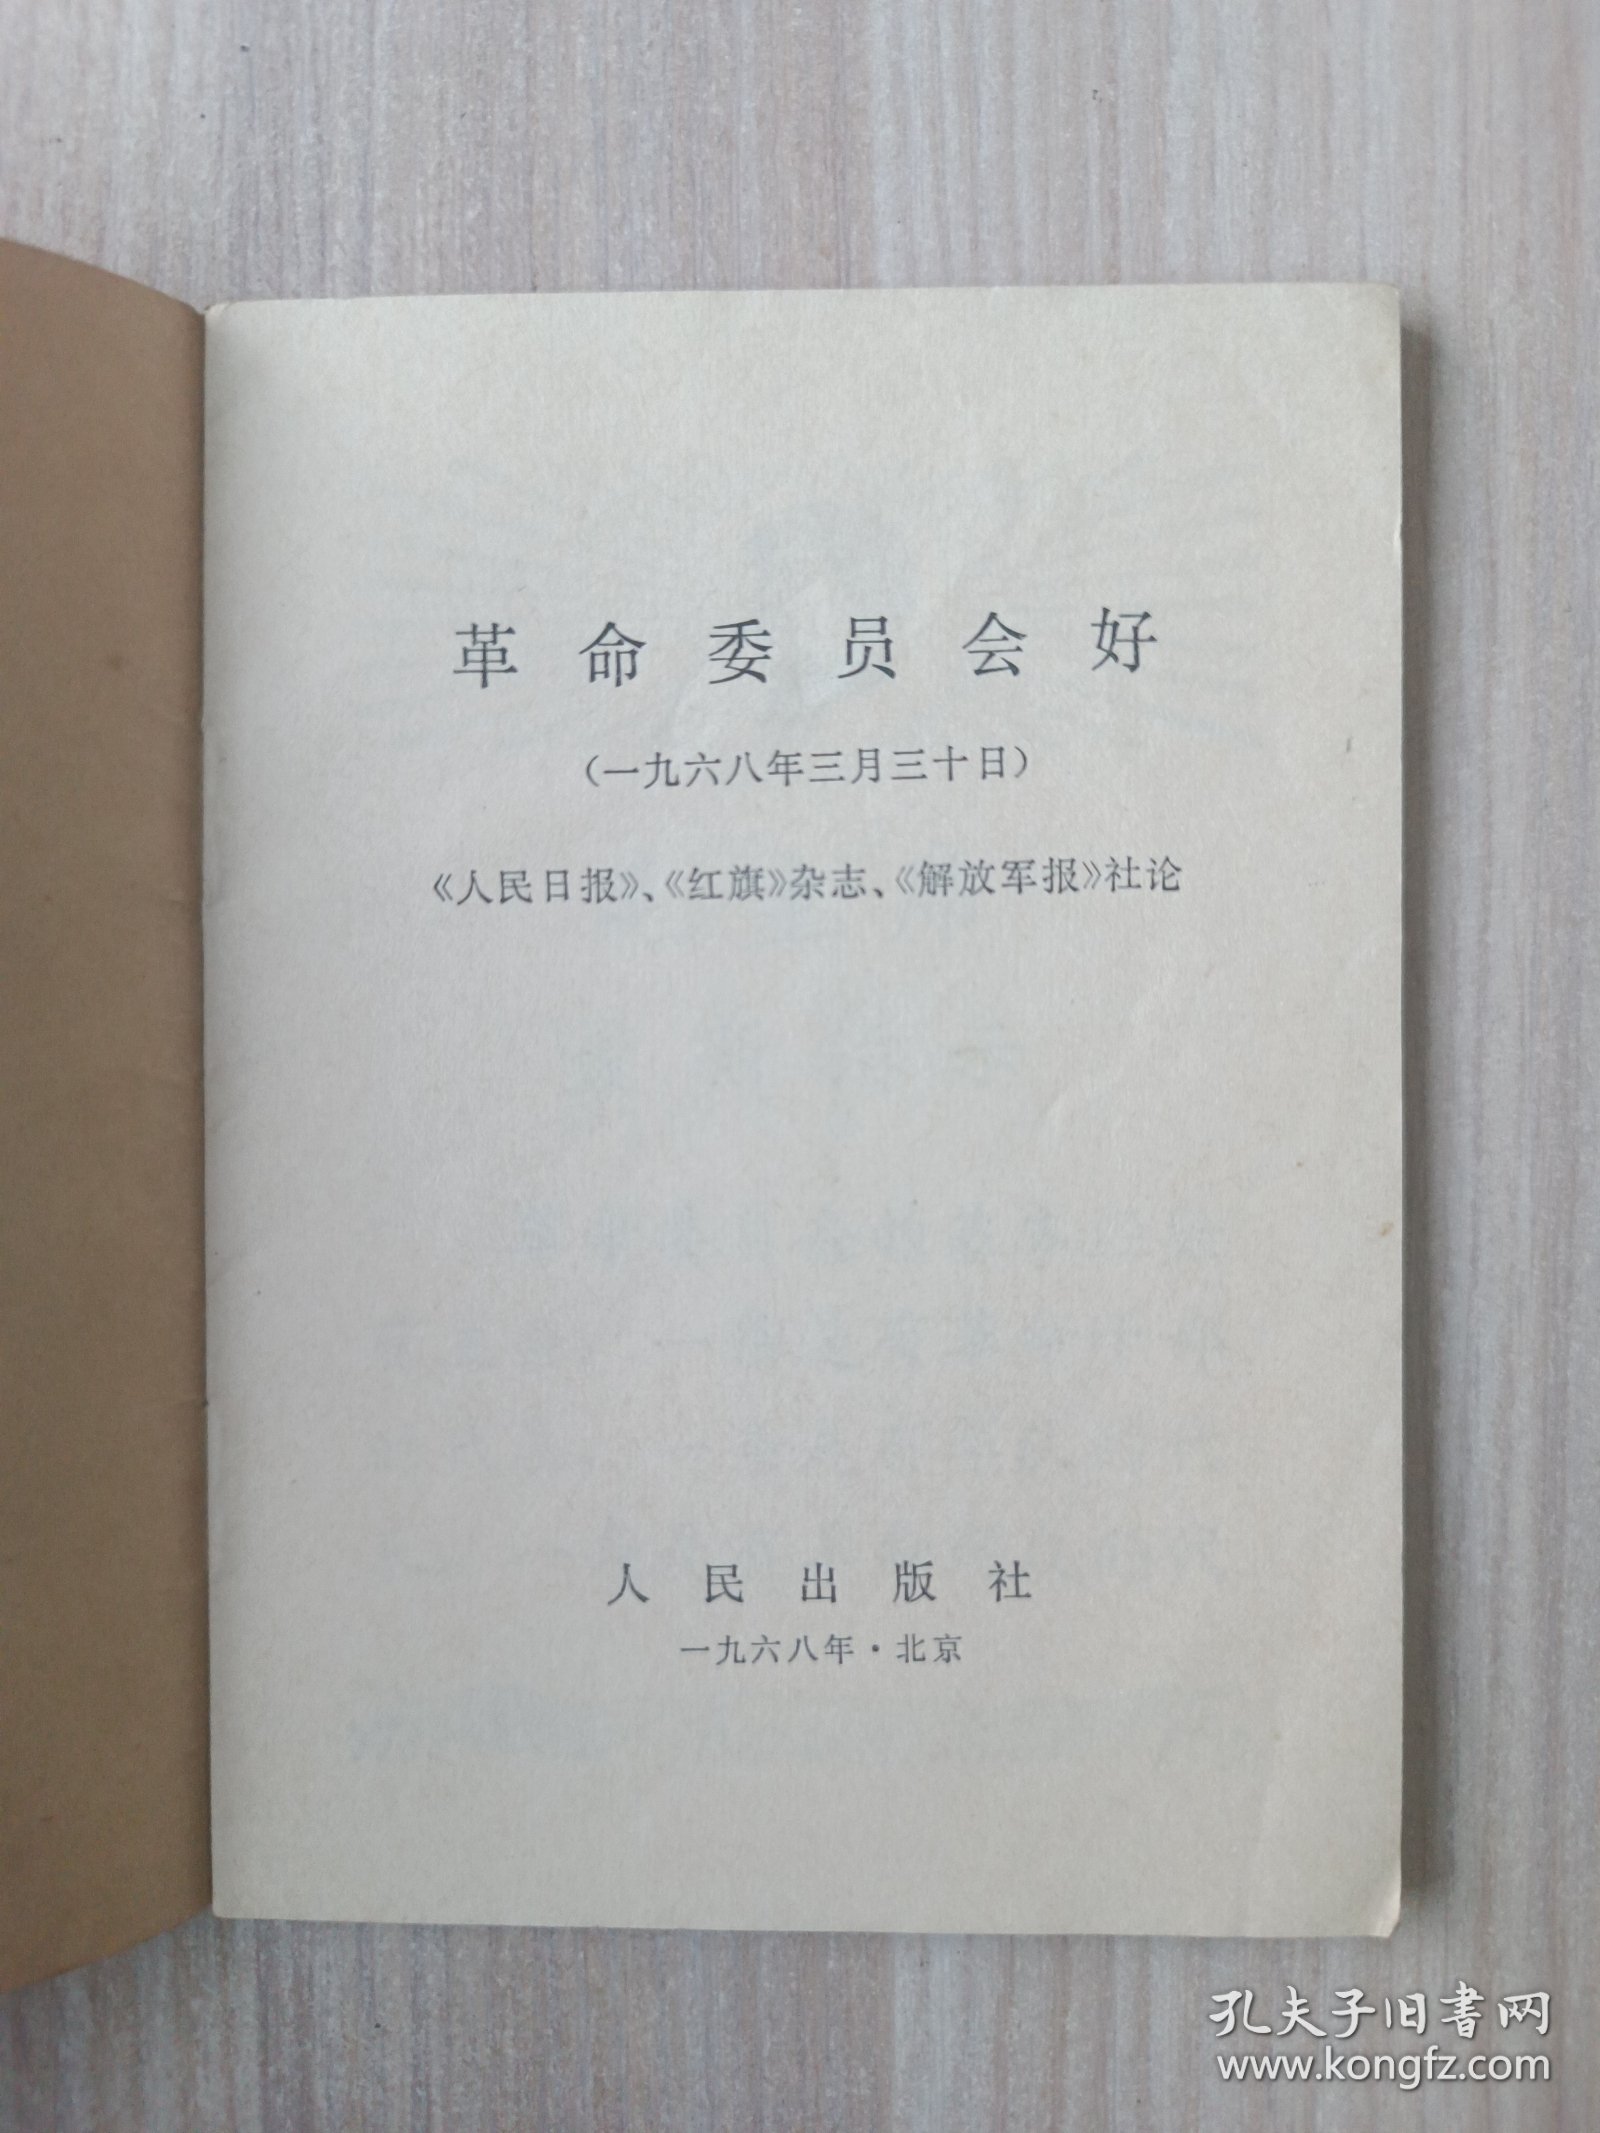 革命委员会好
（一九六八年三月三十日）
《人民日报》、《红旗》杂志、《解放军报》社论
人民出版社
一九六八年·北京
孔夫子旧书网
www.kongfz.com